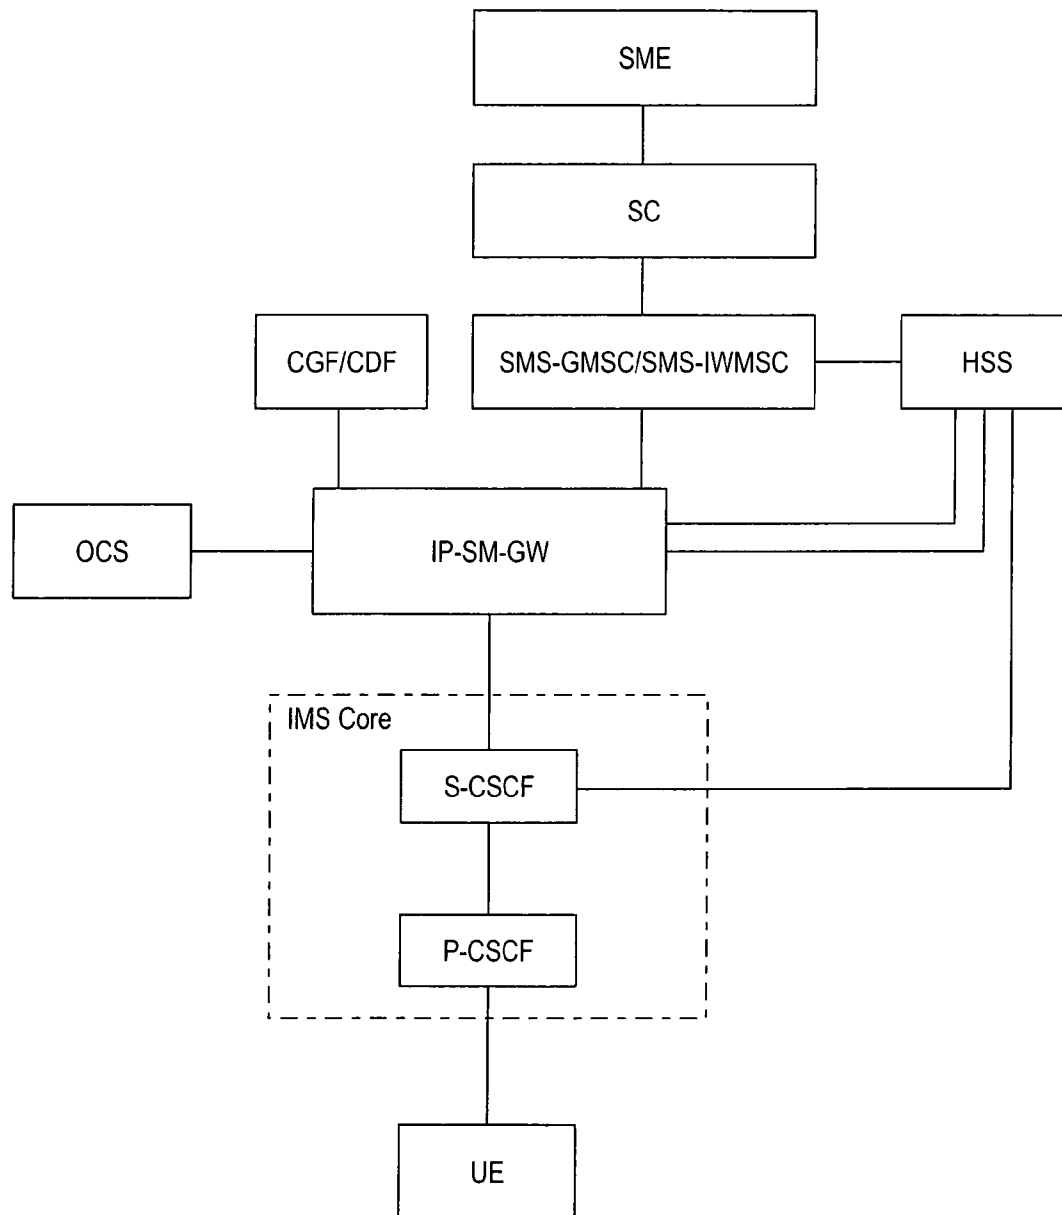 SME
SC
CGF/CDF
SMS-GMSC/SMS-IWMSC
HSS
OCS
IP-SM-GW
IMS Core
S-CSCF
P-CSCF
UE